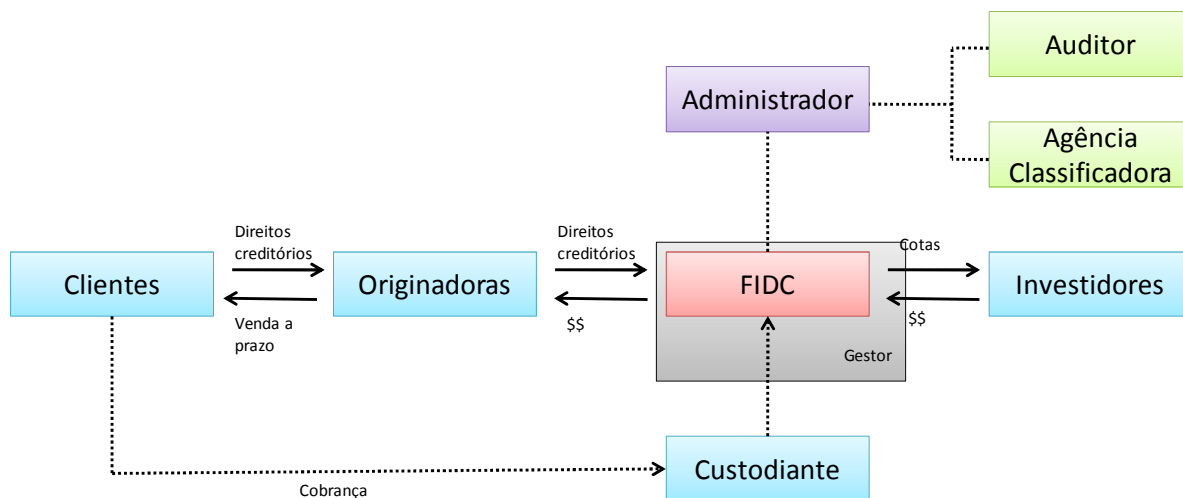 Auditor
Administrador
Agência
Classificadora
Direitos
creditórios
Direitos
creditórios
Cotas
Clientes
Originadoras
FIDC
Investidores
Venda a
prazo
$$
$$
Gestor
Custodiante
Cobrança